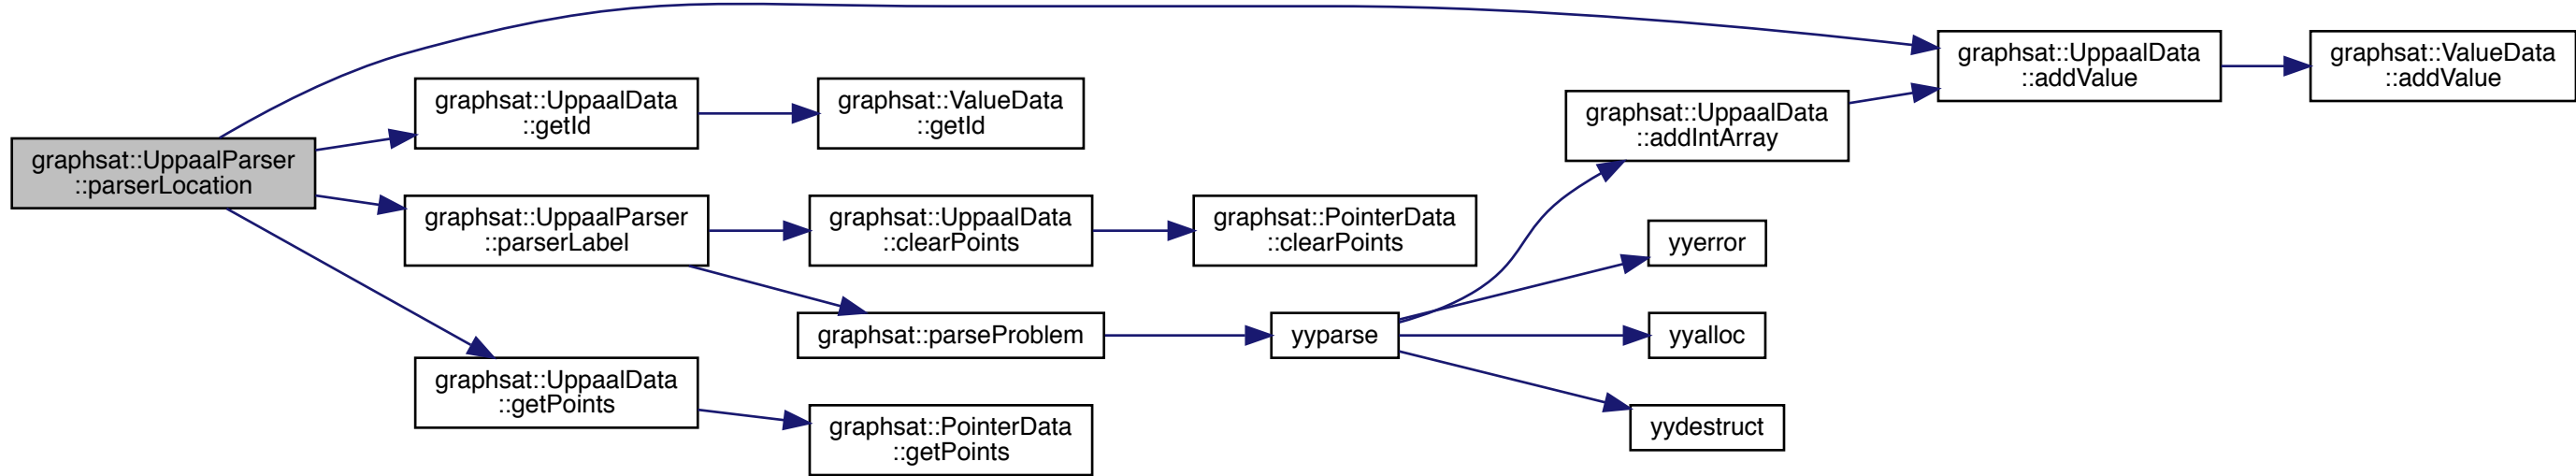 graphsat::UppaalParser
::parserLocation
graphsat::UppaalData
::getId
graphsat::ValueData
::getId
graphsat::UppaalParser
::parserLabel
graphsat::UppaalData
::clearPoints
graphsat::PointerData
::clearPoints
graphsat::parseProblem
yyparse
graphsat::UppaalData
::addIntArray
graphsat::UppaalData
::addValue
graphsat::ValueData
::addValue
yyerror
yyalloc
yydestruct
graphsat::UppaalData
::getPoints
graphsat::PointerData
::getPoints